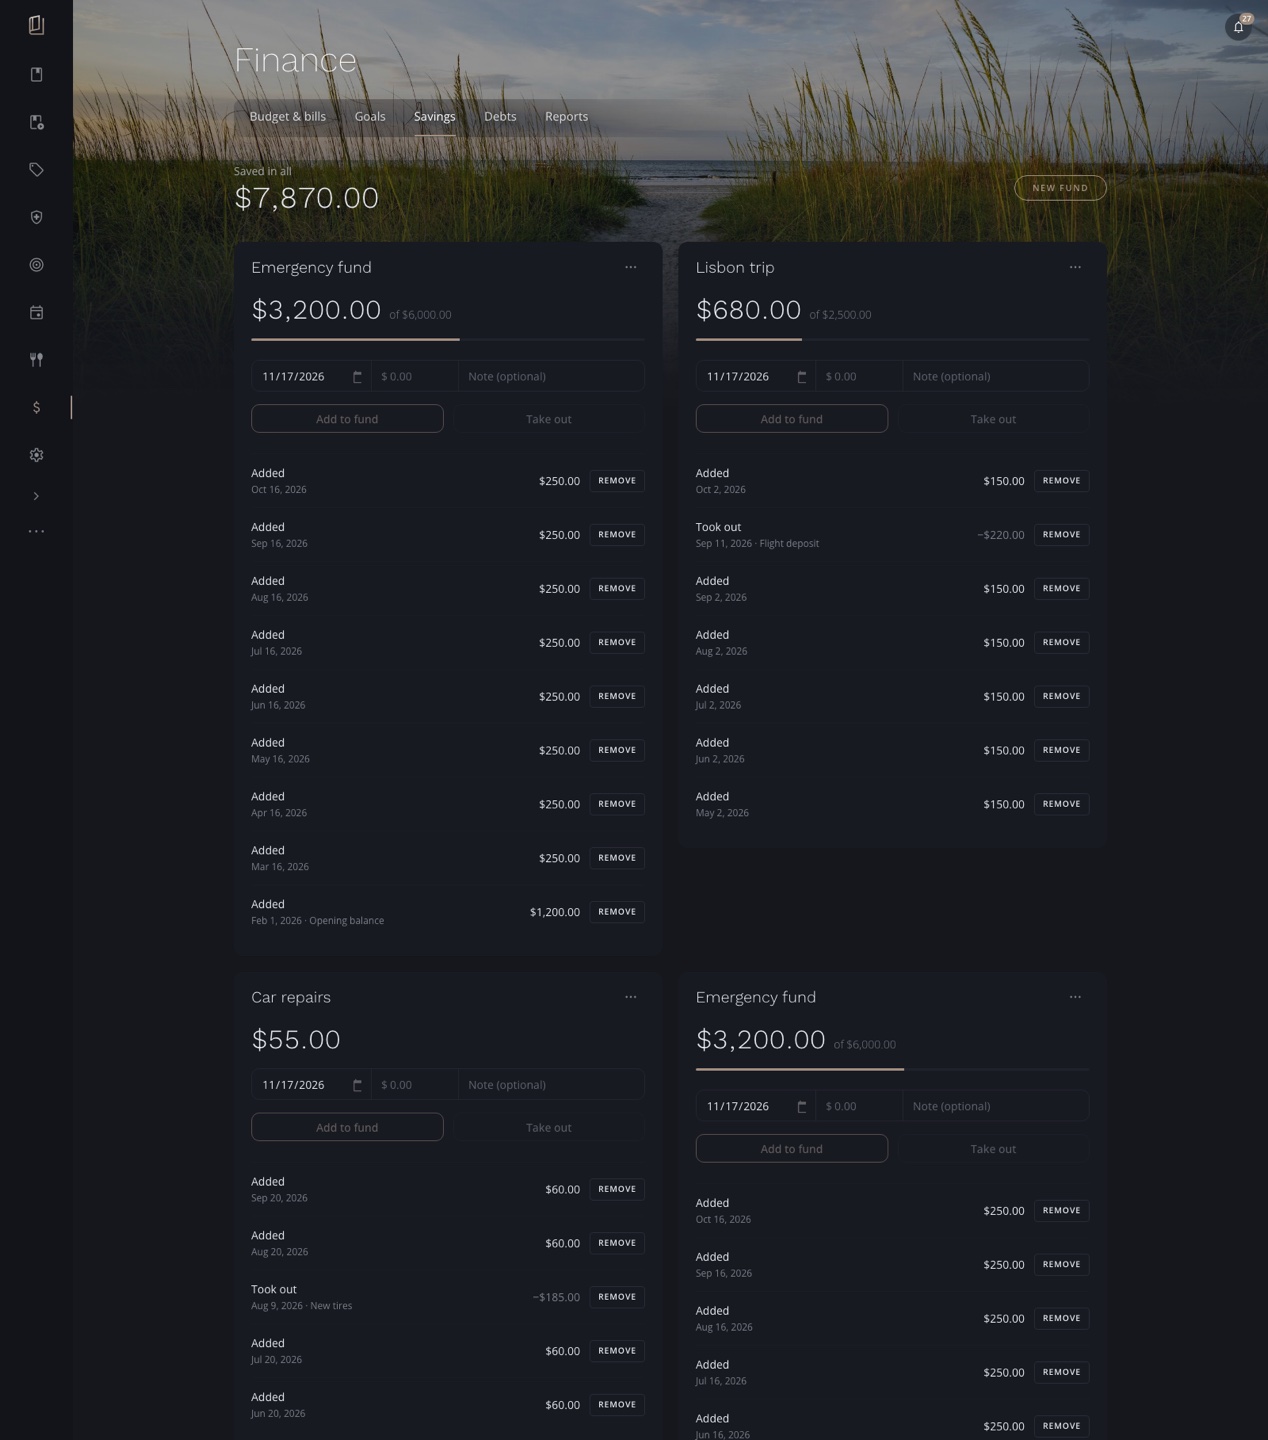 27
Finance
Budget & bills Goals Savings Debts Reports
Saved in all
$7,870.00
NEW FUND
Emergency fund
$3,200.00 of $6,000.00
11/17/2026 $ 0.00 Note (optional)
Add to fund Take out
Added
Oct 16, 2026
$250.00 REMOVE
Added
Sep 16, 2026
$250.00 REMOVE
Added
Aug 16, 2026
$250.00 REMOVE
Added
Jul 16, 2026
$250.00 REMOVE
Added
Jun 16, 2026
$250.00 REMOVE
Added
May 16, 2026
$250.00 REMOVE
Added
Apr 16, 2026
$250.00 REMOVE
Added
Mar 16, 2026
$250.00 REMOVE
Added
Feb 1, 2026 · Opening balance
$1,200.00 REMOVE
Lisbon trip
$680.00 of $2,500.00
11/17/2026 $ 0.00 Note (optional)
Add to fund Take out
Added
Oct 2, 2026
$150.00 REMOVE
Took out
Sep 11, 2026 · Flight deposit
−$220.00 REMOVE
Added
Sep 2, 2026
$150.00 REMOVE
Added
Aug 2, 2026
$150.00 REMOVE
Added
Jul 2, 2026
$150.00 REMOVE
Added
Jun 2, 2026
$150.00 REMOVE
Added
May 2, 2026
$150.00 REMOVE
Car repairs
$55.00
11/17/2026 $ 0.00 Note (optional)
Add to fund Take out
Added
Sep 20, 2026
$60.00 REMOVE
Added
Aug 20, 2026
$60.00 REMOVE
Took out
Aug 9, 2026 · New tires
−$185.00 REMOVE
Added
Jul 20, 2026
$60.00 REMOVE
Added
Jun 20, 2026
$60.00 REMOVE
Emergency fund
$3,200.00 of $6,000.00
11/17/2026 $ 0.00 Note (optional)
Add to fund Take out
Added
Oct 16, 2026
$250.00 REMOVE
Added
Sep 16, 2026
$250.00 REMOVE
Added
Aug 16, 2026
$250.00 REMOVE
Added
Jul 16, 2026
$250.00 REMOVE
Added
Jun 16, 2026
$250.00 REMOVE